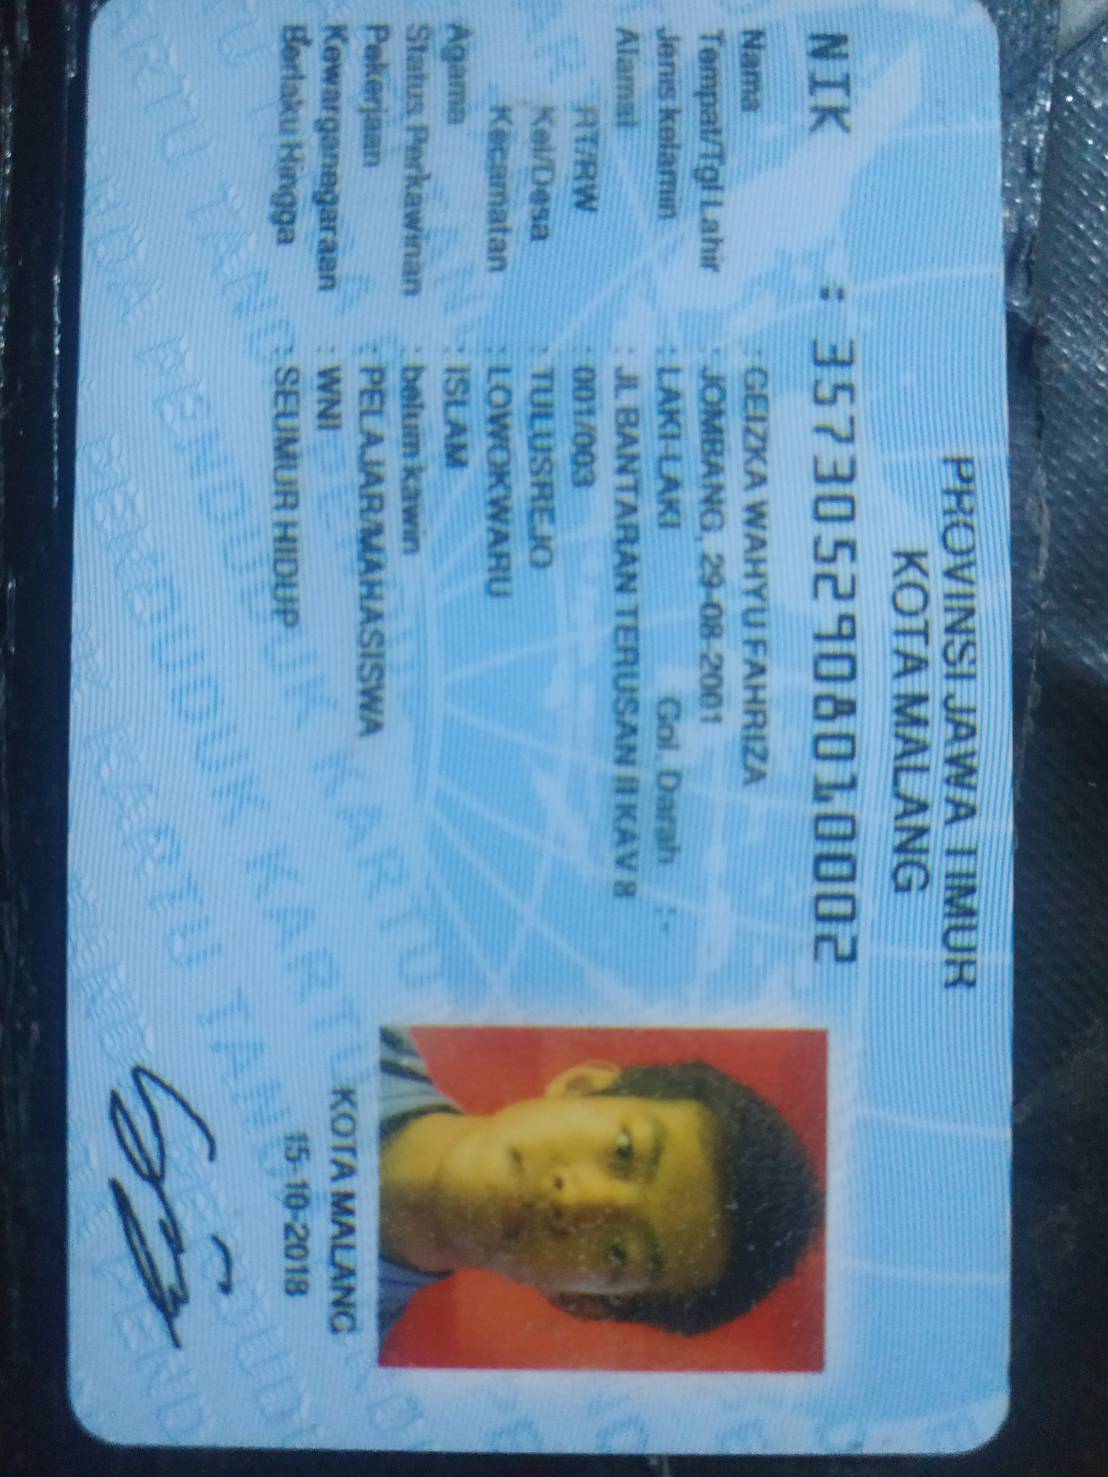 PROVINSI JAWA TIMUR
KOTA MALANG
NIK : 3573052908010002
Nama : GEIZKA WAHYU FAHRIZA
Tempat/Tgl Lahir : JOMBANG, 29-08-2001
Jenis kelamin : LAKI-LAKI Gol. Darah : -
Alamat : JL BANTARAN TERUSAN II KAV 8
RT/RW : 001/003
Kel/Desa : TULUSREJO
Kecamatan : LOWOKWARU
Agama : ISLAM
Status Perkawinan : belum kawin
Pekerjaan : PELAJAR/MAHASISWA
Kewarganegaraan : WNI
Berlaku Hingga : SEUMUR HIDUP
KOTA MALANG
15-10-2018